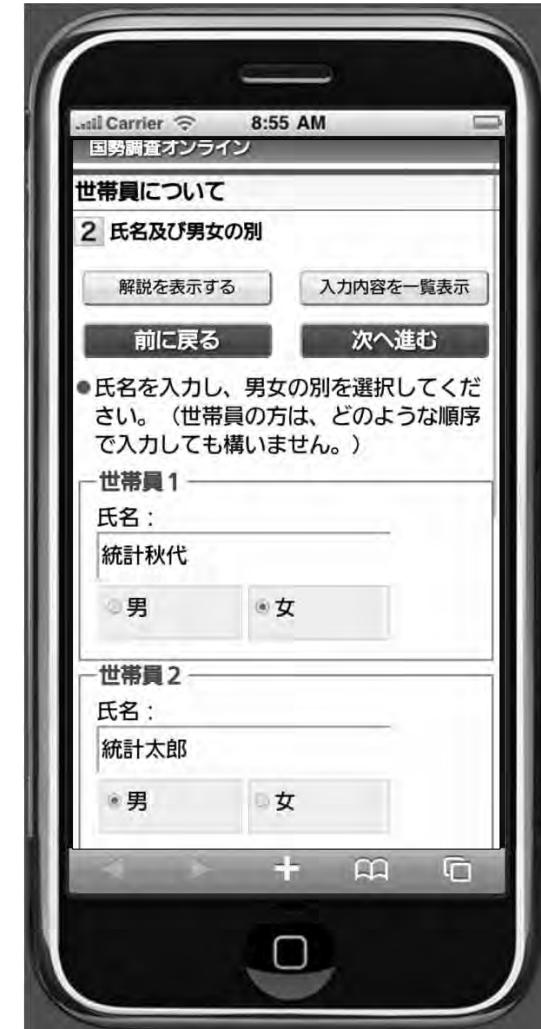 Carrier 8:55 AM
国勢調査オンライン
世帯員について
2 氏名及び男女の別
解説を表示する 入力内容を一覧表示
前に戻る 次へ進む
●氏名を入力し、男女の別を選択してくだ
さい。（世帯員の方は、どのような順序
で入力しても構いません。）
世帯員1
氏名：
統計秋代
男 女
世帯員2
氏名：
統計太郎
男 女